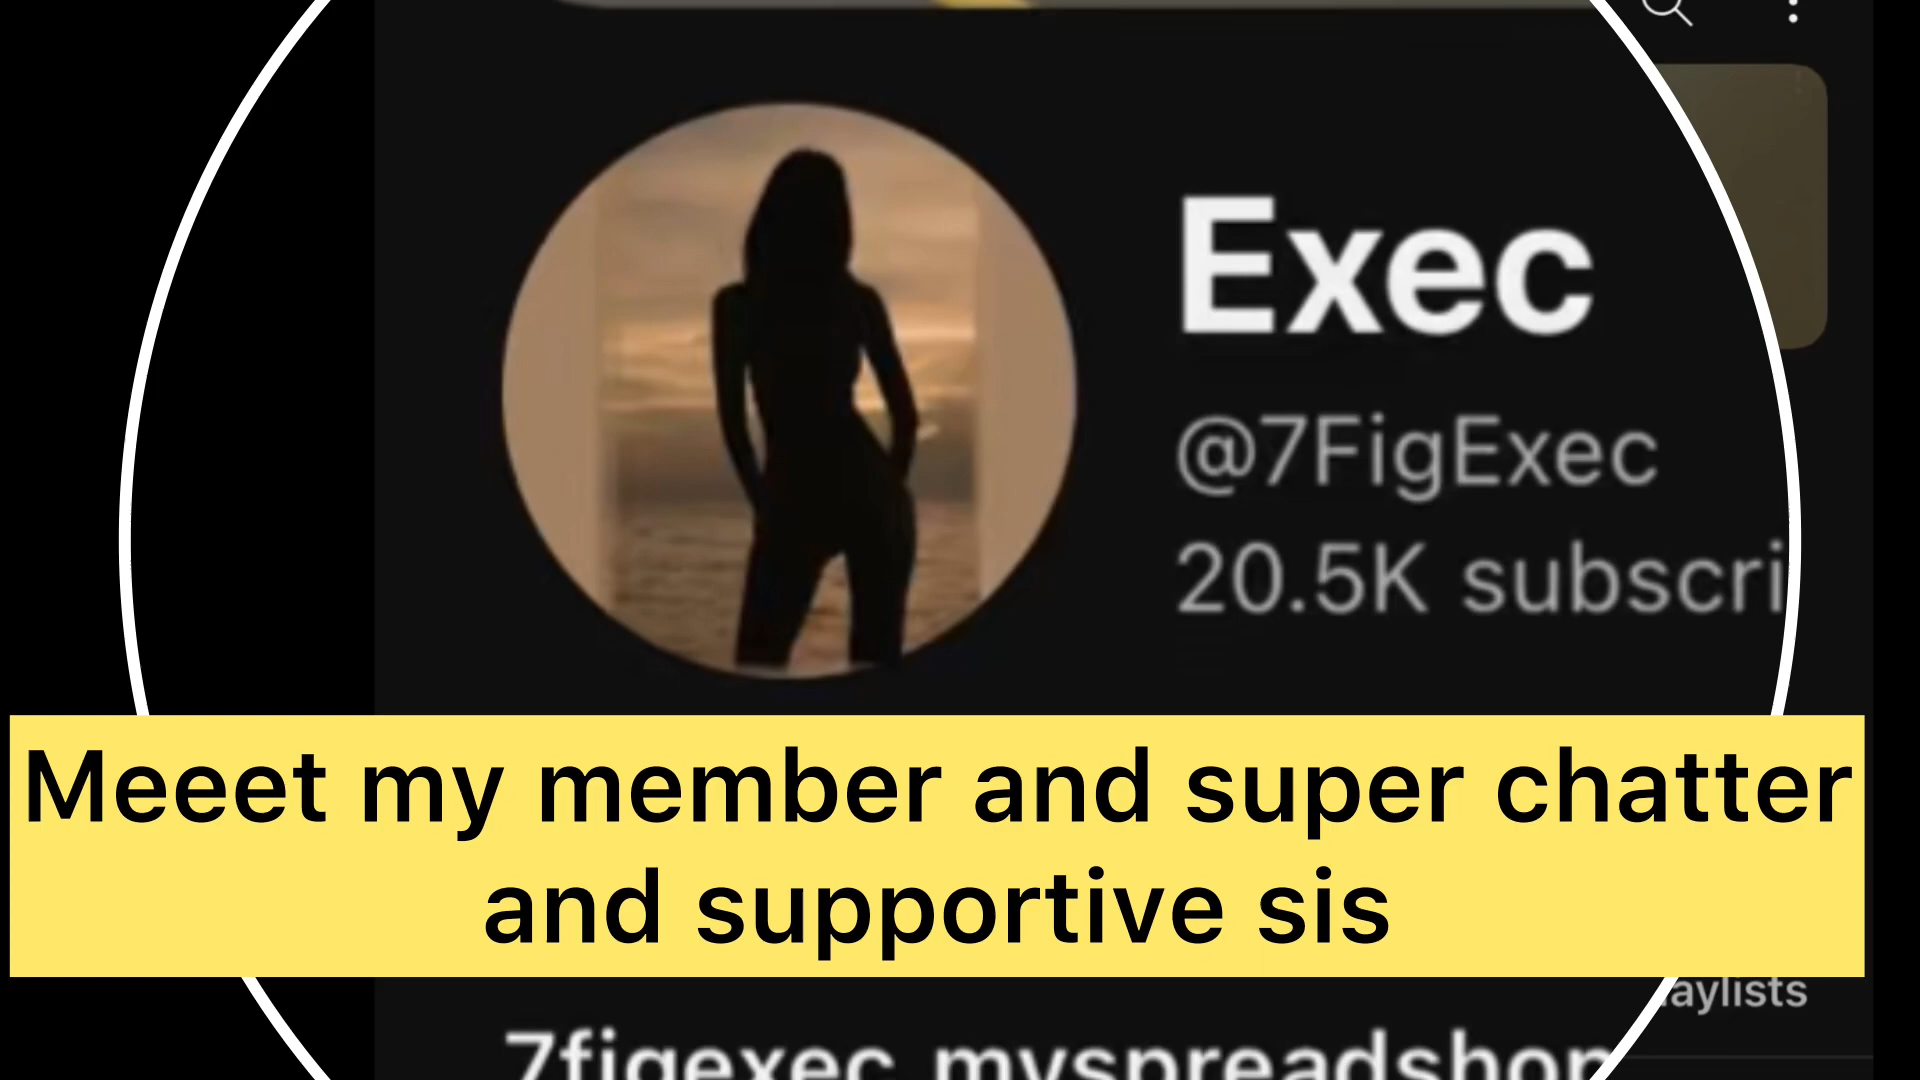 Exec
@7FigExec
20.5K subscri
Meeet my member and super chatter
and supportive sis
aylists
7figexec.myspreadshop